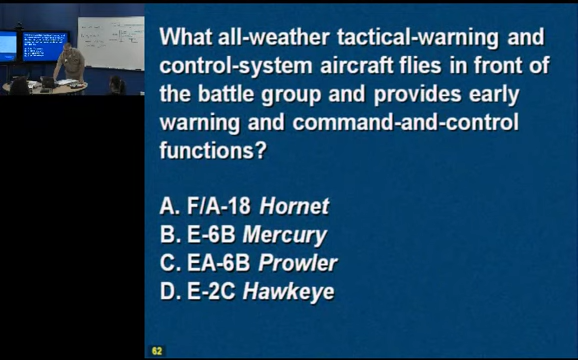 What all-weather tactical-warning and
control-system aircraft flies in front of
the battle group and provides early
warning and command-and-control
functions?
A. F/A-18 Hornet
B. E-6B Mercury
C. EA-6B Prowler
D. E-2C Hawkeye
62